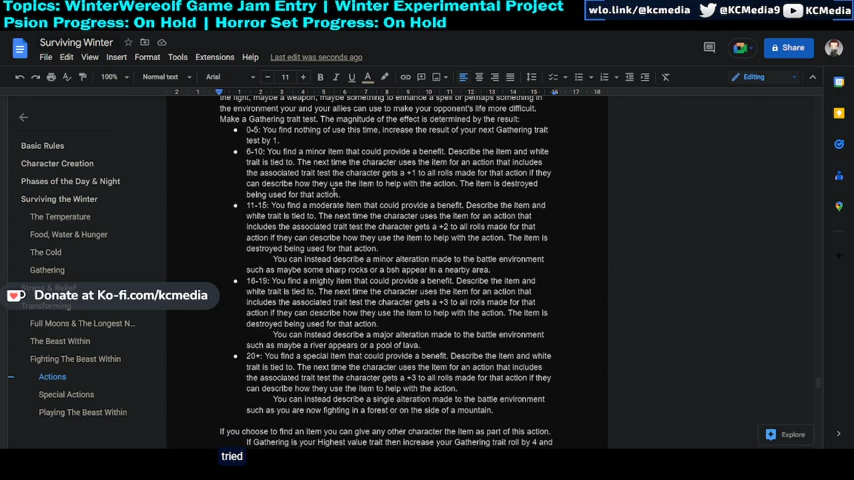 Topics: WinterWereolf Game Jam Entry | Winter Experimental Project
Psion Progress: On Hold | Horror Set Progress: On Hold
wlo.link/@kcmedia @KCMedia9 KCMedia
Surviving Winter
File Edit View Insert Format Tools Extensions Help Last edit was seconds ago
Share
100% Normal text Arial 11 Editing
2 1 1 2 3 4 5 6 7 8 9 10 11 12 13 14 15 16 17 18
Basic Rules
Character Creation
Phases of the Day & Night
Surviving the Winter
The Temperature
Food, Water & Hunger
The Cold
Gathering
Transforming
Full Moons & The Longest N...
The Beast Within
Fighting The Beast Within
Actions
Special Actions
Playing The Beast Within
Donate at Ko-fi.com/kcmedia
the fight, maybe a weapon, maybe something to enhance a spell or perhaps something in
the environment your and your allies can use to make your opponent's life more difficult.
Make a Gathering trait test. The magnitude of the effect is determined by the result:
● 0-5: You find nothing of use this time, increase the result of your next Gathering trait
test by 1.
● 6-10: You find a minor item that could provide a benefit. Describe the item and white
trait is tied to. The next time the character uses the item for an action that includes
the associated trait test the character gets a +1 to all rolls made for that action if they
can describe how they use the item to help with the action. The item is destroyed
being used for that action.
● 11-15: You find a moderate item that could provide a benefit. Describe the item and
white trait is tied to. The next time the character uses the item for an action that
includes the associated trait test the character gets a +2 to all rolls made for that
action if they can describe how they use the item to help with the action. The item is
destroyed being used for that action.
You can instead describe a minor alteration made to the battle environment
such as maybe some sharp rocks or a bsh appear in a nearby area.
● 16-19: You find a mighty item that could provide a benefit. Describe the item and
white trait is tied to. The next time the character uses the item for an action that
includes the associated trait test the character gets a +3 to all rolls made for that
action if they can describe how they use the item to help with the action. The item is
destroyed being used for that action.
You can instead describe a major alteration made to the battle environment
such as maybe a river appears or a pool of lava.
● 20+: You find a special item that could provide a benefit. Describe the item and white
trait is tied to. The next time the character uses the item for an action that includes
the associated trait test the character gets a +3 to all rolls made for that action if they
can describe how they use the item to help with the action.
You can instead describe a single alteration made to the battle environment
such as you are now fighting in a forest or on the side of a mountain.
If you choose to find an item you can give any other character the item as part of this action.
If Gathering is your Highest value trait then increase your Gathering trait roll by 4 and
Explore
tried